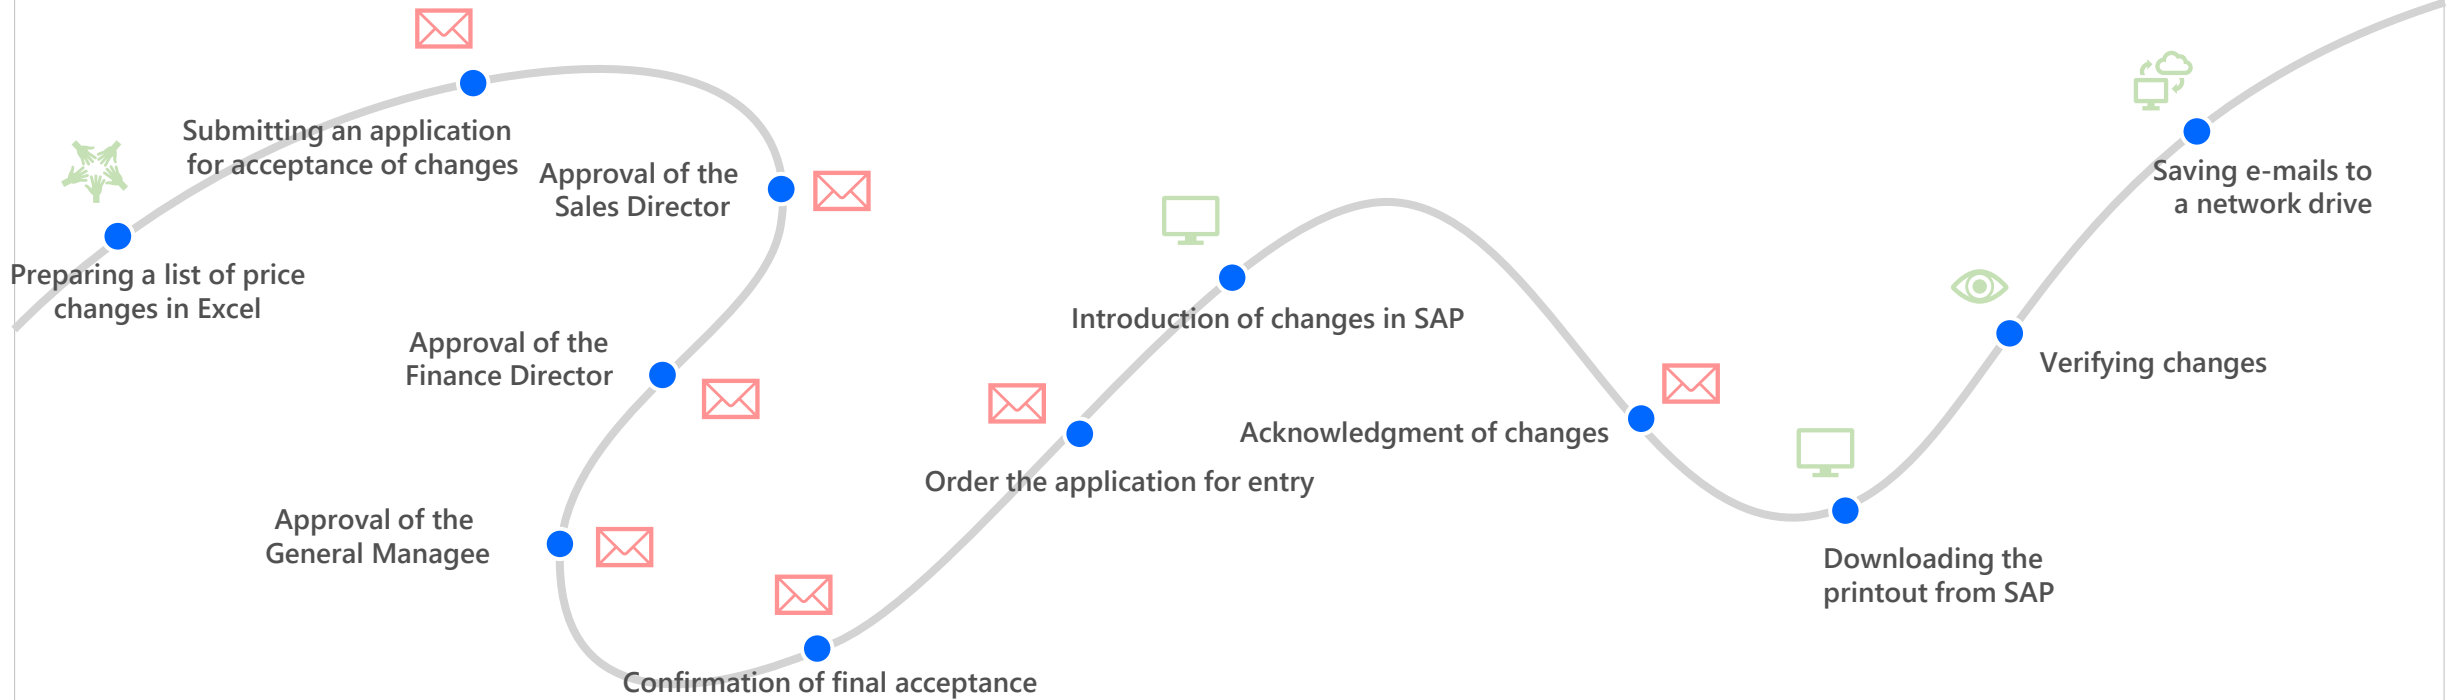 Preparing a list of price
changes in Excel
Submitting an application
for acceptance of changes
Approval of the
Sales Director
Approval of the
Finance Director
Approval of the
General Managee
Confirmation of final acceptance
Order the application for entry
Introduction of changes in SAP
Acknowledgment of changes
Downloading the
printout from SAP
Verifying changes
Saving e-mails to
a network drive